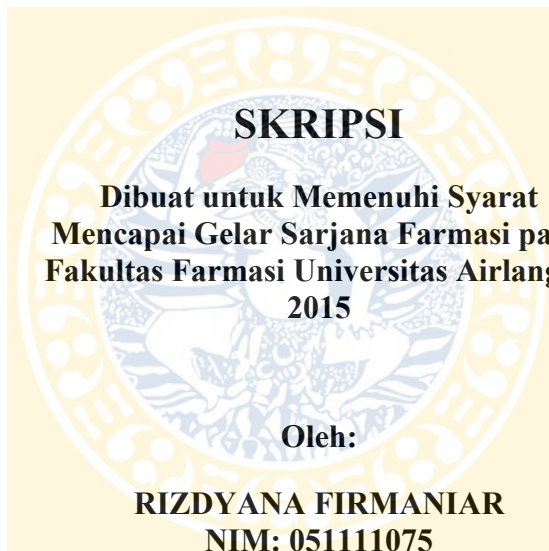 SKRIPSI
Dibuat untuk Memenuhi Syarat
Mencapai Gelar Sarjana Farmasi pa
Fakultas Farmasi Universitas Airlang
2015
Oleh:
RIZDYANA FIRMANIAR
NIM: 051111075